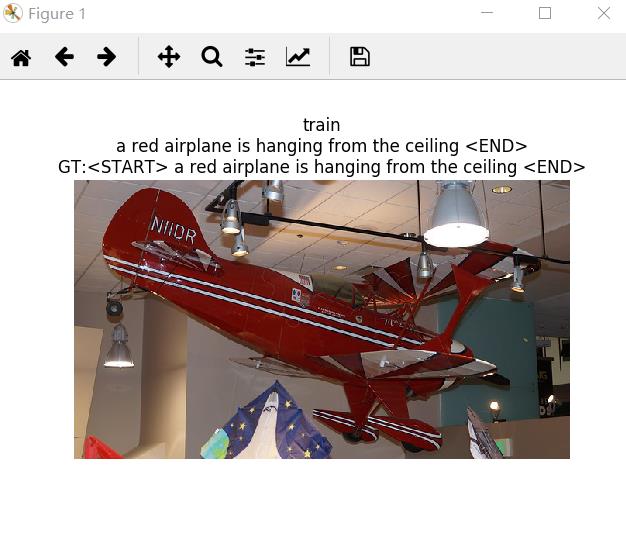 Figure 1
train
a red airplane is hanging from the ceiling <END>
GT:<START> a red airplane is hanging from the ceiling <END>
N11DR